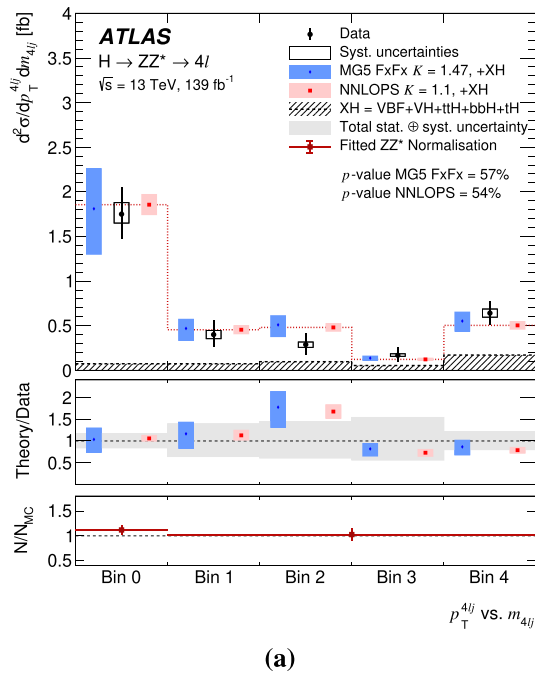 ATLAS
H → ZZ* → 4l
√s = 13 TeV, 139 fb⁻¹
Data
Syst. uncertainties
MG5 FxFx K = 1.47, +XH
NNLOPS K = 1.1, +XH
XH = VBF+VH+ttH+bbH+tH
Total stat. ⊕ syst. uncertainty
Fitted ZZ* Normalisation
p-value MG5 FxFx = 57%
p-value NNLOPS = 54%
d²σ/dp_T^{4lj} dm_{4lj} [fb]
4
3.5
3
2.5
2
1.5
1
0.5
0
Theory/Data
2
1.5
1
0.5
N/N_MC
1.5
1
0.5
Bin 0 Bin 1 Bin 2 Bin 3 Bin 4
p_T^{4lj} vs. m_{4lj}
(a)